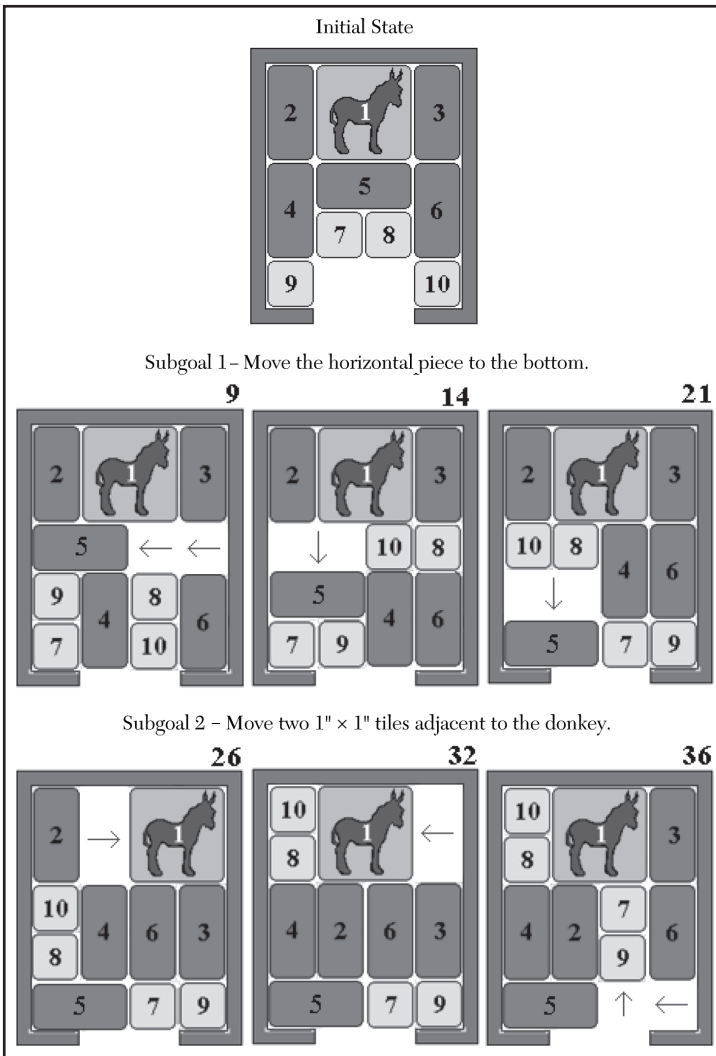 Initial State
2 1 3
5
4 6
7 8
9 10
Subgoal 1 – Move the horizontal piece to the bottom.
9 14 21
2 1 3 2 1 3 2 1 3
5 10 8 10 8
9 4 8 6 5 4 6 4 6
7 10 7 9 5 7 9
Subgoal 2 – Move two 1" × 1" tiles adjacent to the donkey.
26 32 36
2 1 10 8 1 10 8 1 3
10 8 4 6 3 4 2 6 3 4 2 7 9 6
5 7 9 5 7 9 5